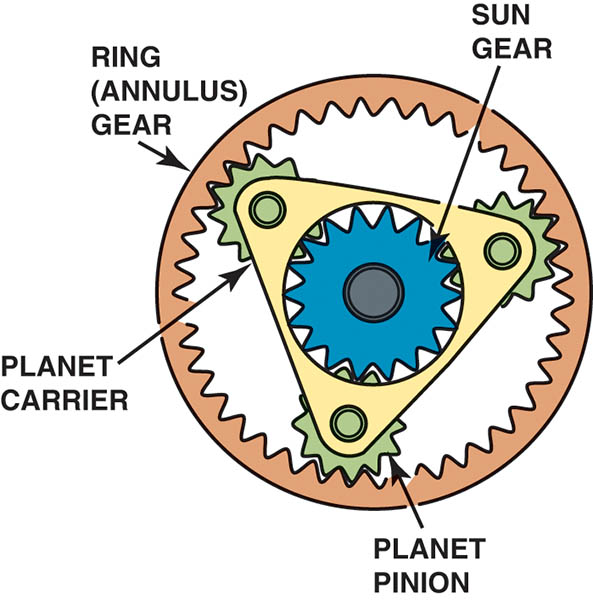 SUN
GEAR
RING
(ANNULUS)
GEAR
PLANET
CARRIER
PLANET
PINION